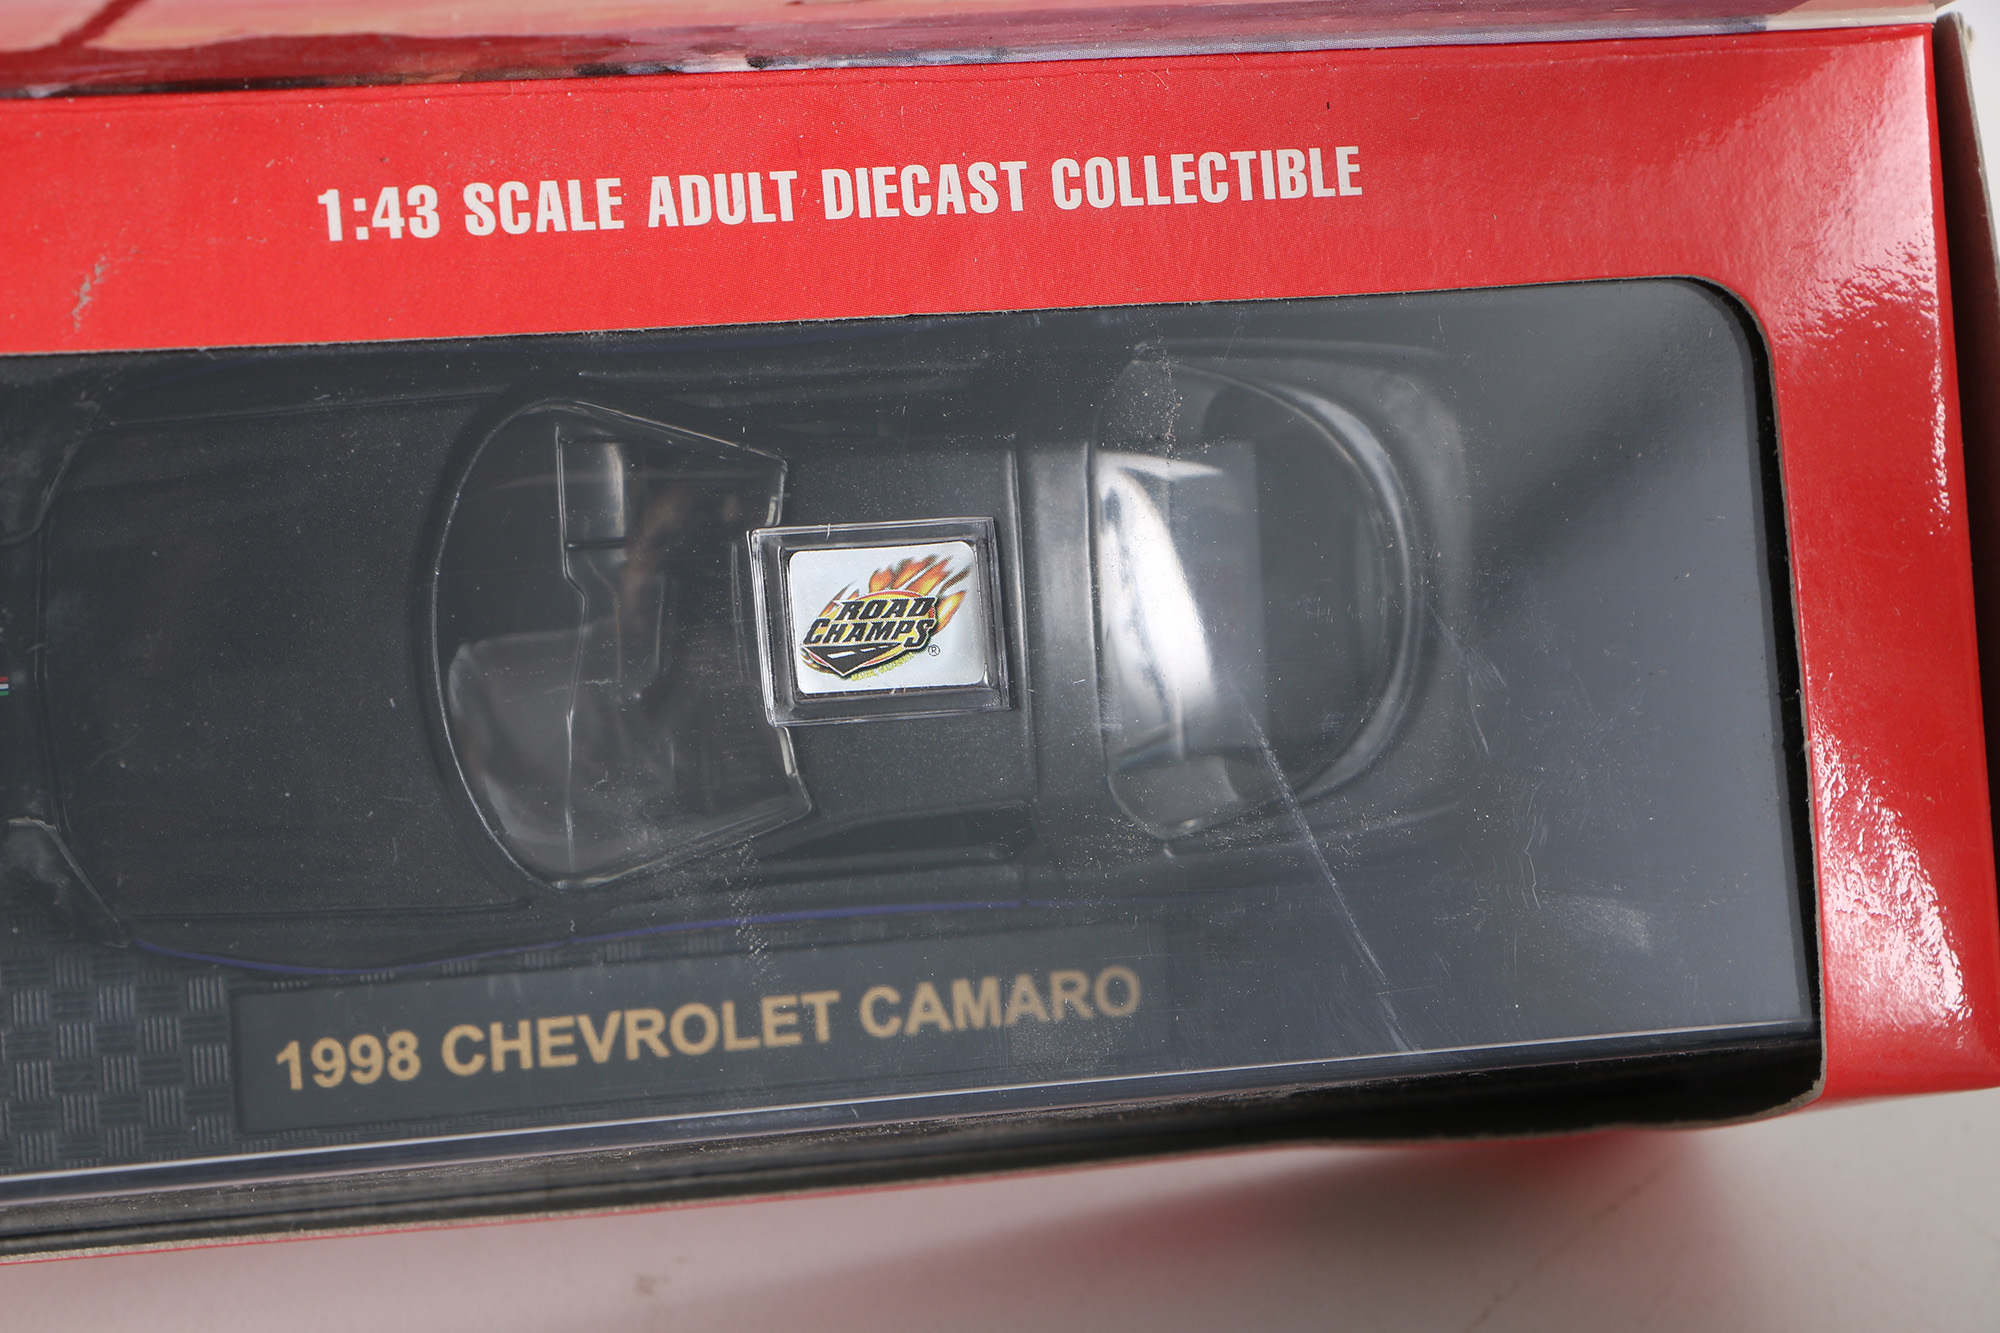 1:43 SCALE ADULT DIECAST COLLECTIBLE
ROAD
CHAMPS
®
1998 CHEVROLET CAMARO